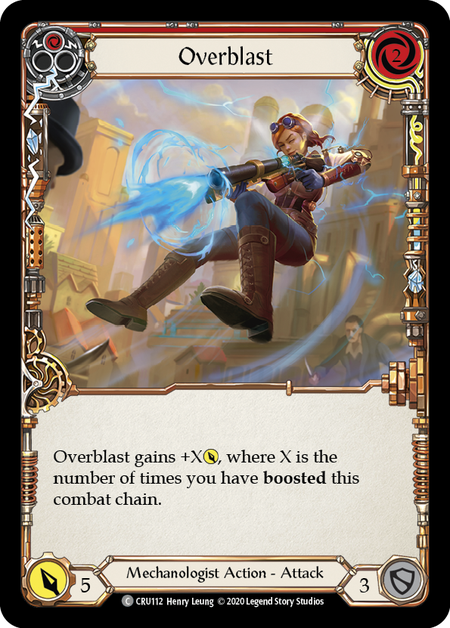 Overblast
2
Overblast gains +X, where X is the
number of times you have boosted this
combat chain.
5
Mechanologist Action - Attack
3
C CRU112 Henry Leung © 2020 Legend Story Studios